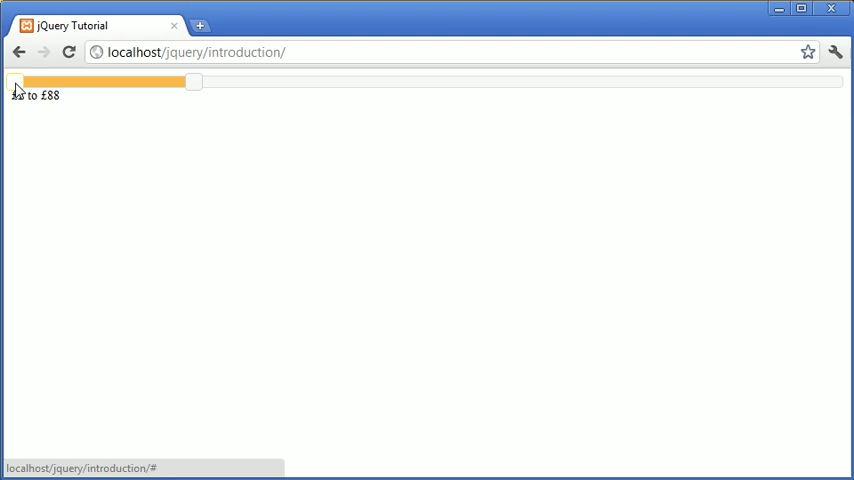 jQuery Tutorial
localhost/jquery/introduction/
to £88
localhost/jquery/introduction/#